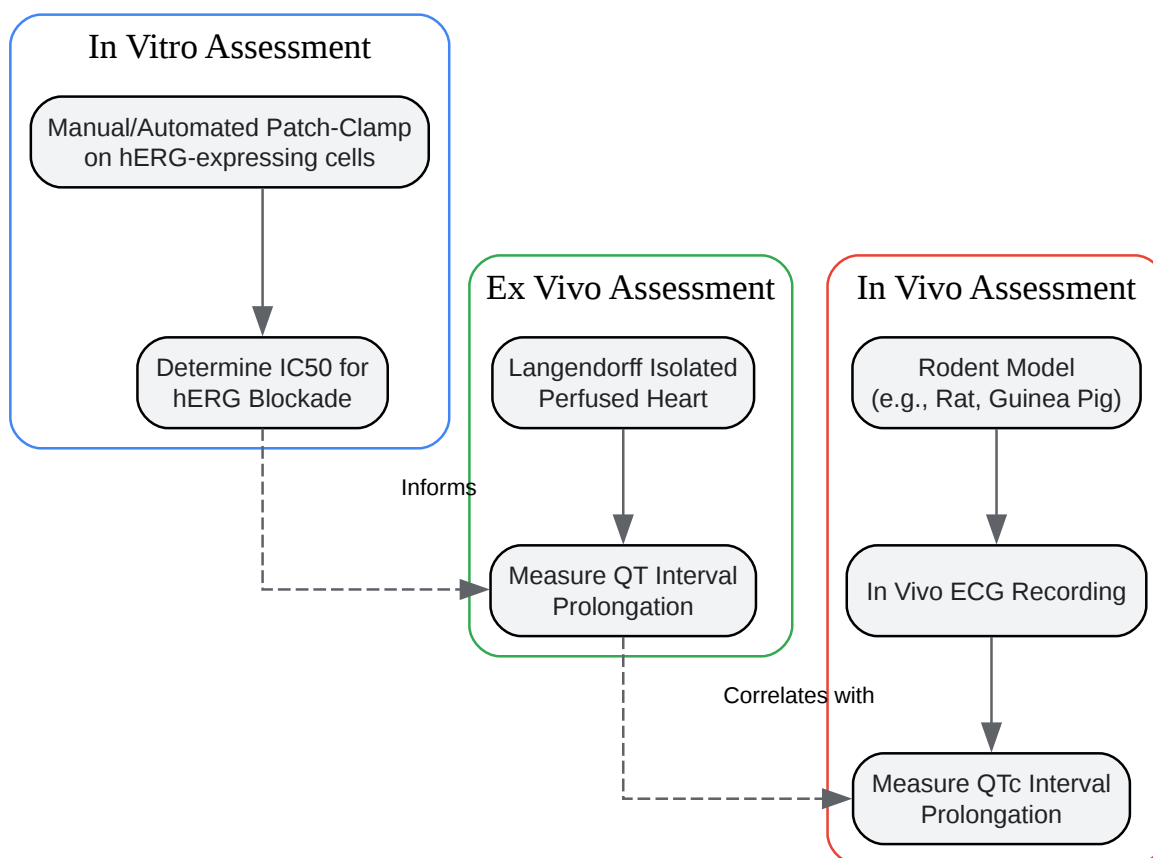 In Vitro Assessment
Manual/Automated Patch-Clamp
on hERG-expressing cells
Determine IC50 for
hERG Blockade
Informs
Ex Vivo Assessment
Langendorff Isolated
Perfused Heart
Measure QT Interval
Prolongation
Correlates with
In Vivo Assessment
Rodent Model
(e.g., Rat, Guinea Pig)
In Vivo ECG Recording
Measure QTc Interval
Prolongation